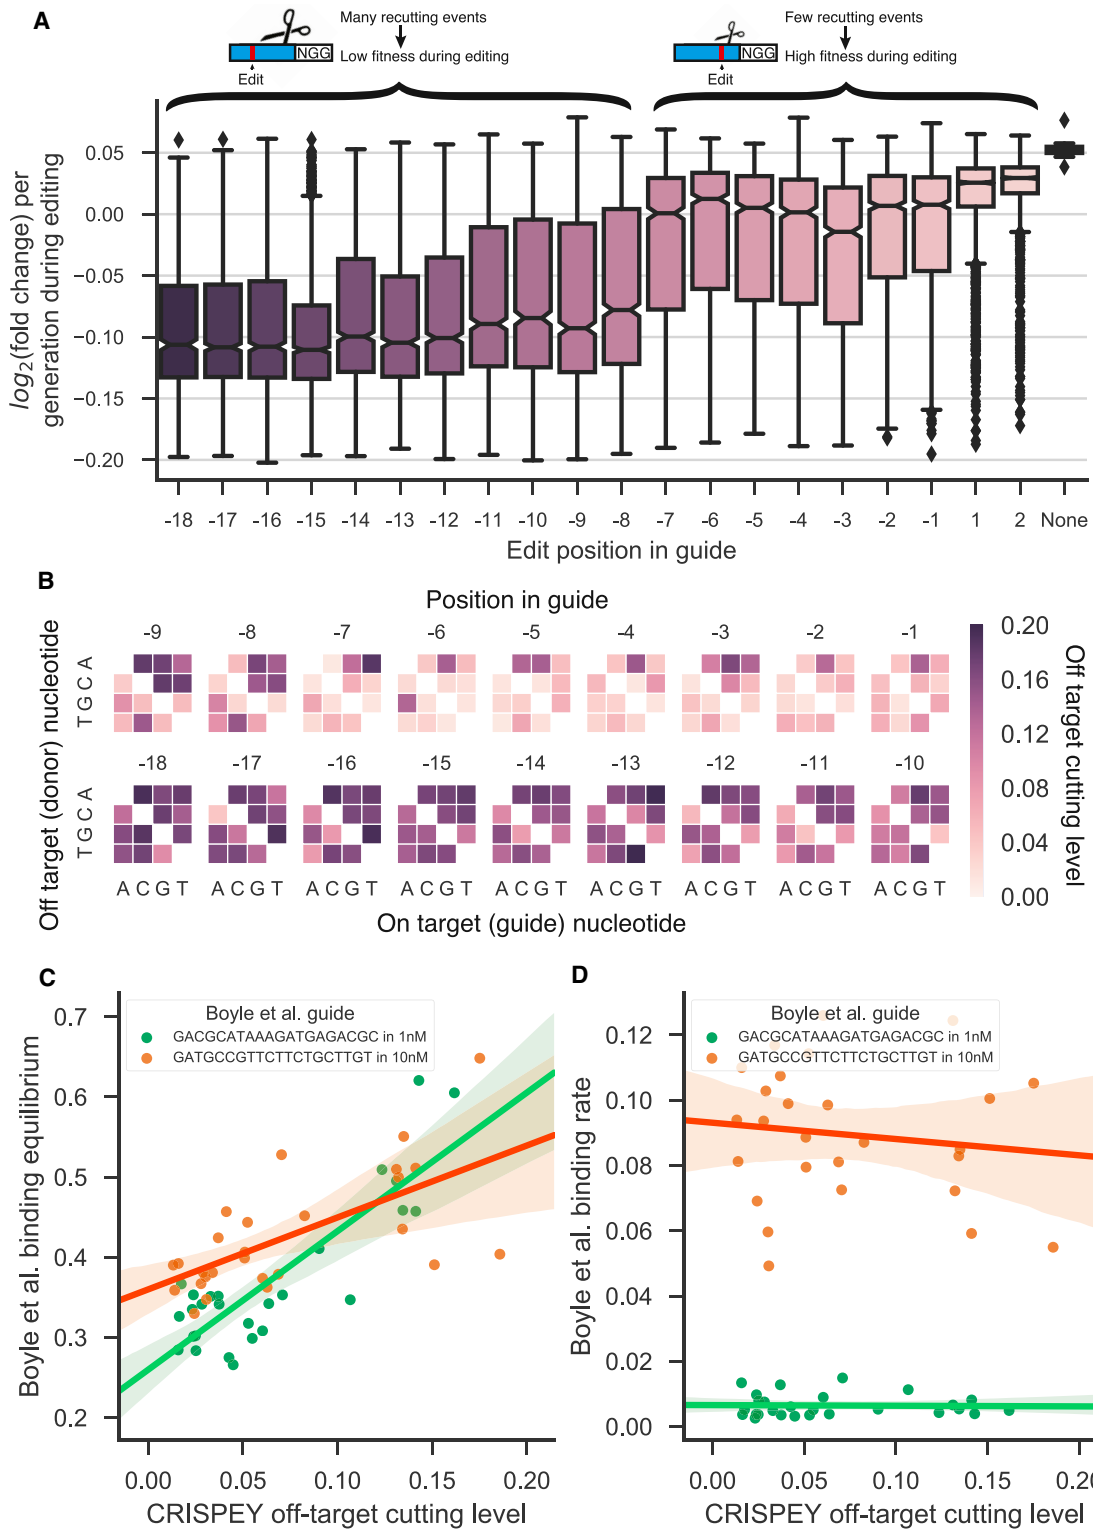 A
Many recutting events
Low fitness during editing
NGG
Edit
Few recutting events
High fitness during editing
NGG
Edit
log2(fold change) per
generation during editing
0.05
0.00
−0.05
−0.10
−0.15
−0.20
-18 -17 -16 -15 -14 -13 -12 -11 -10 -9 -8 -7 -6 -5 -4 -3 -2 -1 1 2 None
Edit position in guide
B
Position in guide
-9 -8 -7 -6 -5 -4 -3 -2 -1
Off target (donor) nucleotide
T G C A
-18 -17 -16 -15 -14 -13 -12 -11 -10
T G C A
A C G T A C G T A C G T A C G T A C G T A C G T A C G T A C G T A C G T
On target (guide) nucleotide
0.20
0.16
0.12
0.08
0.04
0.00
Off target cutting level
C
Boyle et al. guide
GACGCATAAAGATGAGACGC in 1nM
GATGCCGTTCTTCTGCTTGT in 10nM
Boyle et al. binding equilibrium
0.7
0.6
0.5
0.4
0.3
0.2
0.00 0.05 0.10 0.15 0.20
CRISPEY off-target cutting level
D
Boyle et al. guide
GACGCATAAAGATGAGACGC in 1nM
GATGCCGTTCTTCTGCTTGT in 10nM
Boyle et al. binding rate
0.12
0.10
0.08
0.06
0.04
0.02
0.00
0.00 0.05 0.10 0.15 0.20
CRISPEY off-target cutting level